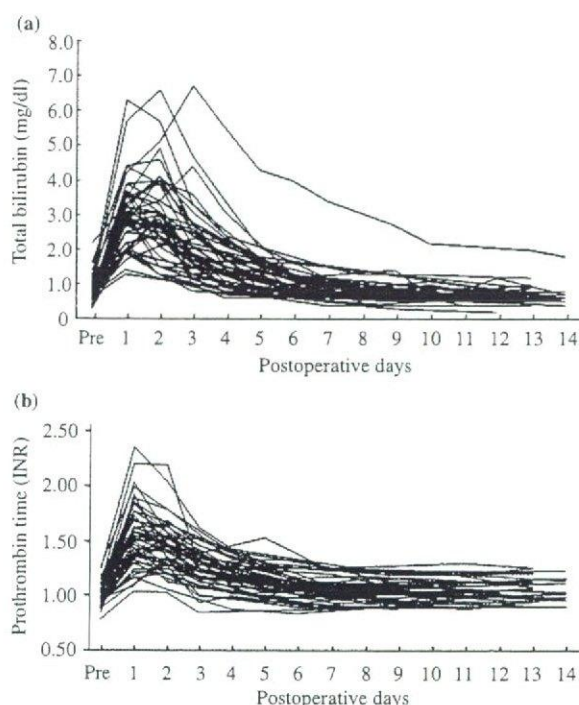 (a)
8.0
7.0
6.0
5.0
4.0
3.0
2.0
1.0
0
Total bilirubin (mg/dl)
Pre 1 2 3 4 5 6 7 8 9 10 11 12 13 14
Postoperative days
(b)
2.50
2.00
1.50
1.00
0.50
Prothrombin time (INR)
Pre 1 2 3 4 5 6 7 8 9 10 11 12 13 14
Postoperative days